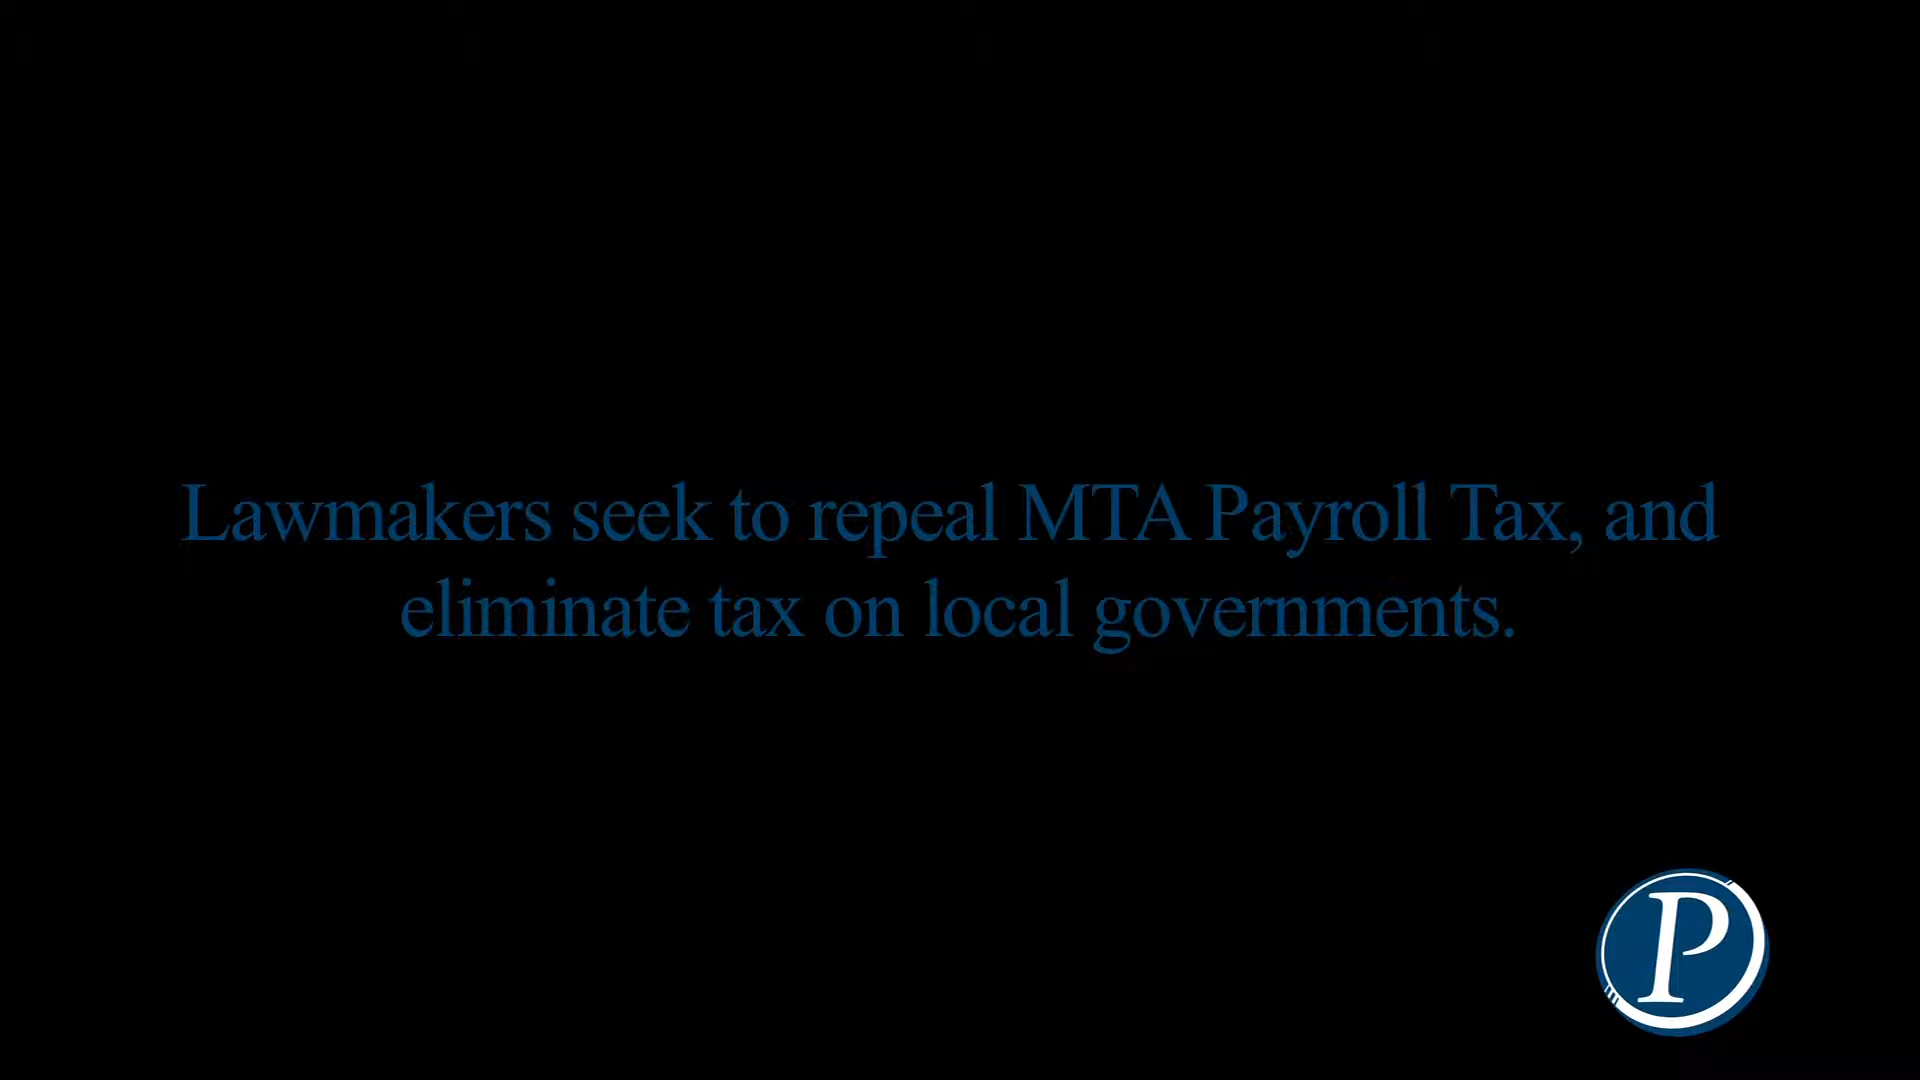 Lawmakers seek to repeal MTA Payroll Tax, and
eliminate tax on local governments.
P